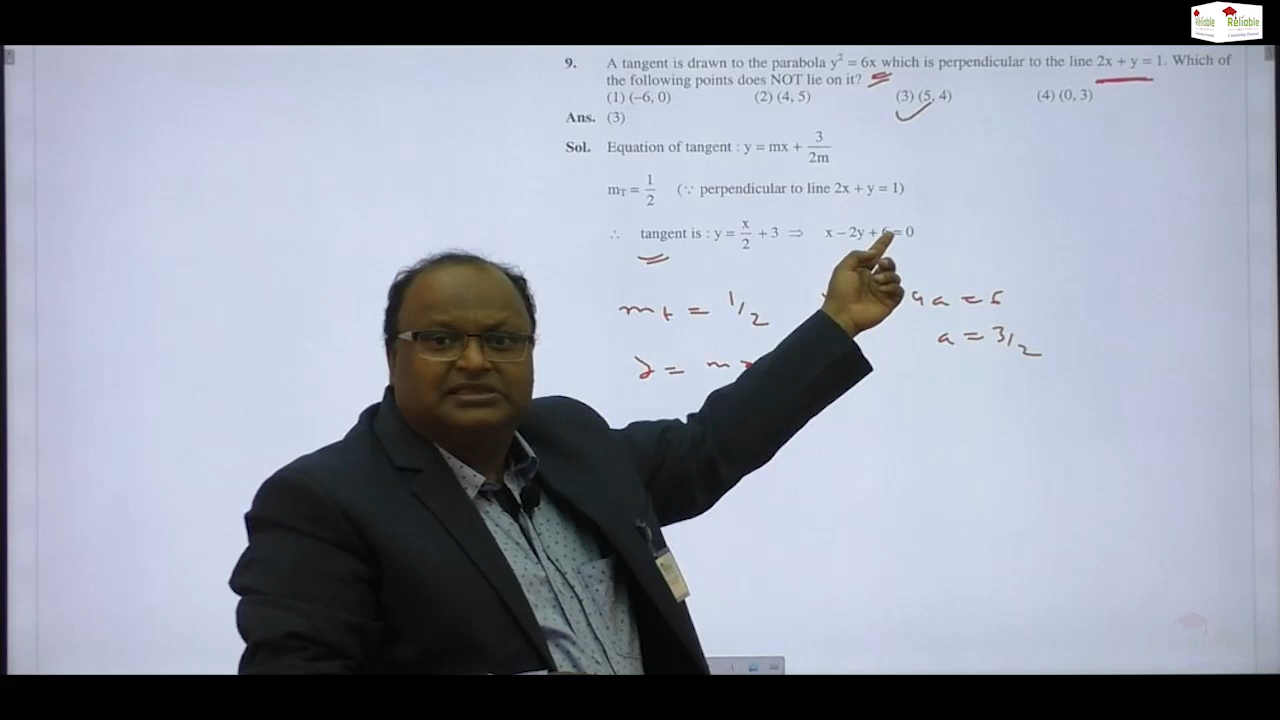 Reliable
Reliable
9. A tangent is drawn to the parabola y² = 6x which is perpendicular to the line 2x + y = 1. Which of
the following points does NOT lie on it?
(1) (–6, 0) (2) (4, 5) (3) (5, 4) (4) (0, 3)
Ans. (3)
Sol. Equation of tangent : y = mx + 3/2m
m_T = 1/2 (∵ perpendicular to line 2x + y = 1)
∴ tangent is : y = x/2 + 3 ⇒ x – 2y + 6 = 0
m_t = 1/2
4a = 6
a = 3/2
y = mx